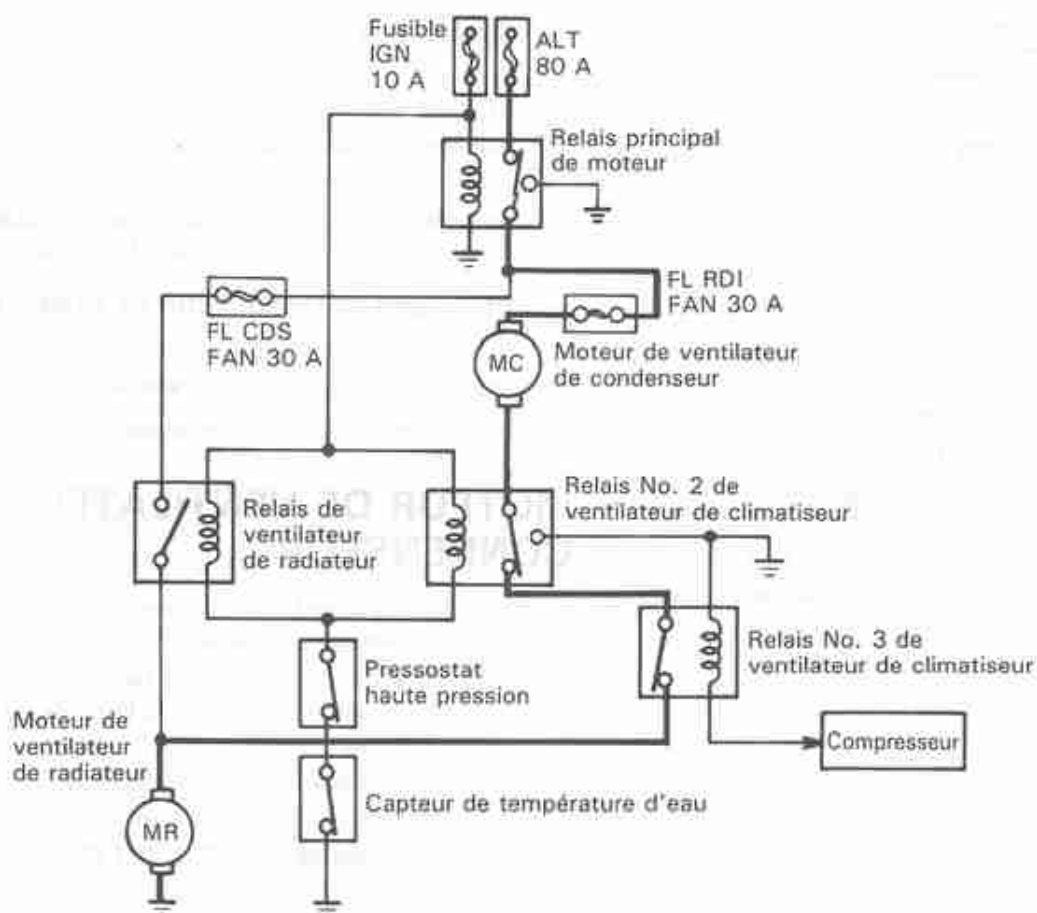 Fusible
IGN
10 A
ALT
80 A
Relais principal
de moteur
FL RDI
FAN 30 A
FL CDS
FAN 30 A
MC
Moteur de ventilateur
de condenseur
Relais No. 2 de
ventilateur de climatiseur
Relais de
ventilateur
de radiateur
Relais No. 3 de
ventilateur de climatiseur
Pressostat
haute pression
Moteur de
ventilateur
de radiateur
Compresseur
Capteur de température d'eau
MR